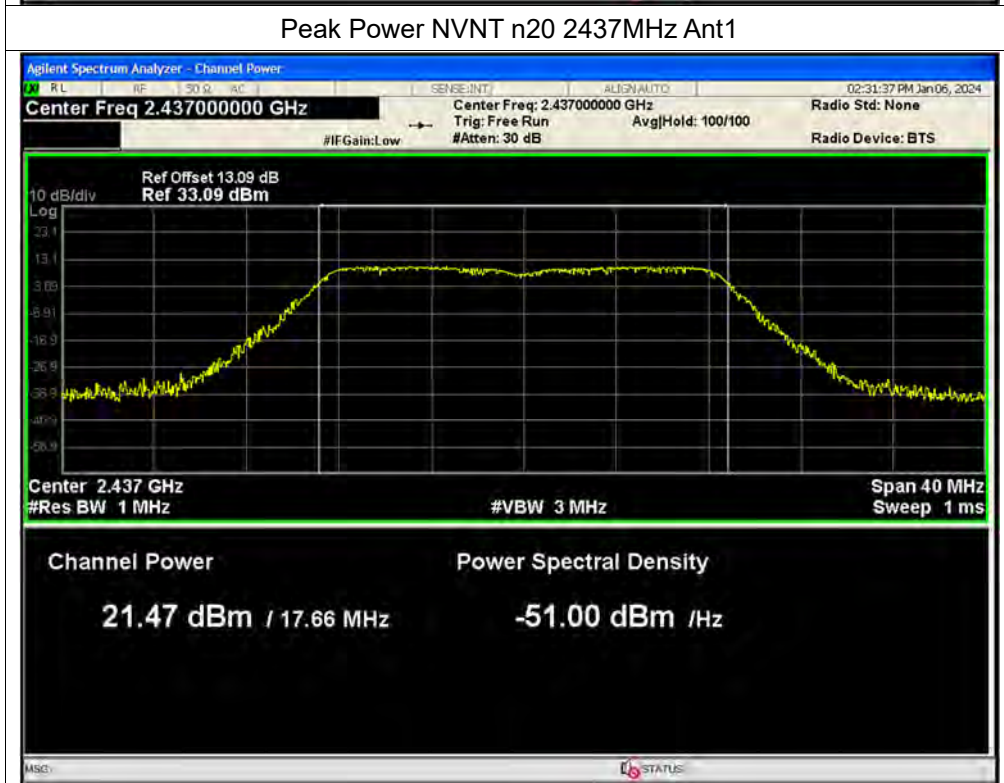 Peak Power NVNT n20 2437MHz Ant1
Agilent Spectrum Analyzer - Channel Power
RL RF 50 Ω AC SENSE:INT ALIGNAUTO 02:31:37 PM Jan 06, 2024
Center Freq 2.437000000 GHz Center Freq: 2.437000000 GHz Radio Std: None
Trig: Free Run Avg|Hold: 100/100
#IFGain:Low #Atten: 30 dB Radio Device: BTS
Ref Offset 13.09 dB
10 dB/div Ref 33.09 dBm
Log
23.1
13.1
3.09
-6.91
-16.9
-26.9
-36.9
-46.9
-56.9
Center 2.437 GHz Span 40 MHz
#Res BW 1 MHz #VBW 3 MHz Sweep 1 ms
Channel Power Power Spectral Density
21.47 dBm / 17.66 MHz -51.00 dBm /Hz
MSG STATUS